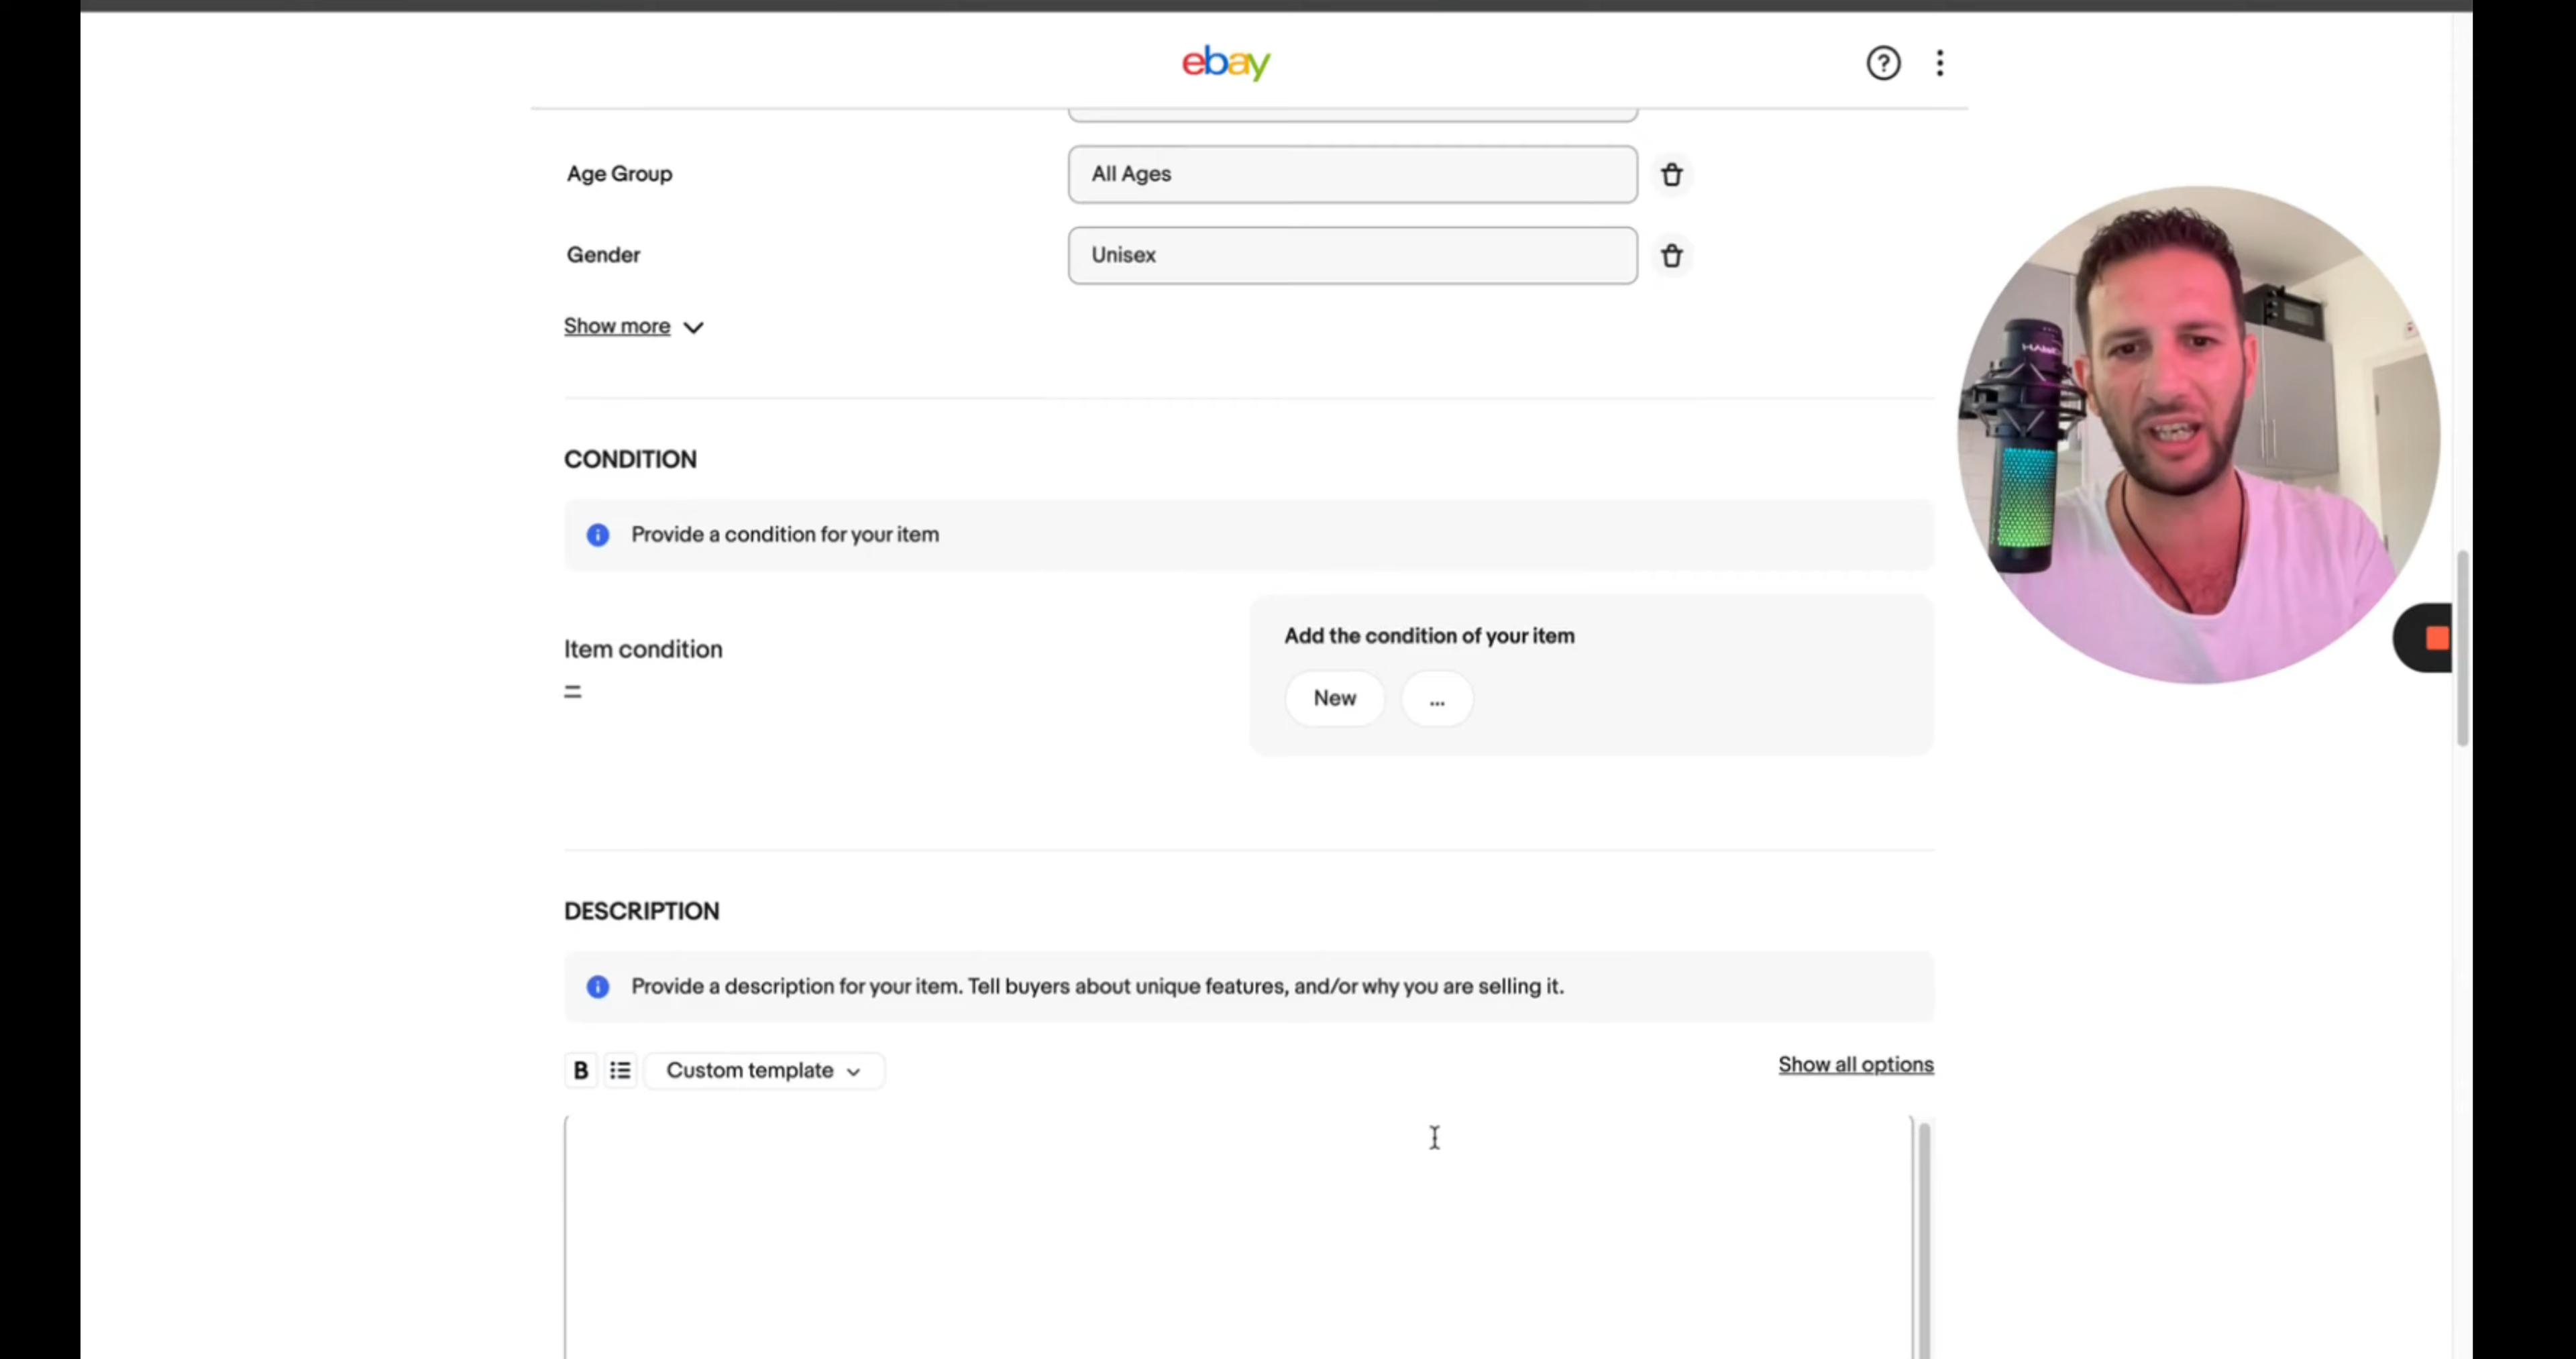 ebay
Age Group
All Ages
Gender
Unisex
Show more
CONDITION
Provide a condition for your item
Item condition
Add the condition of your item
New
...
DESCRIPTION
Provide a description for your item. Tell buyers about unique features, and/or why you are selling it.
B
Custom template
Show all options